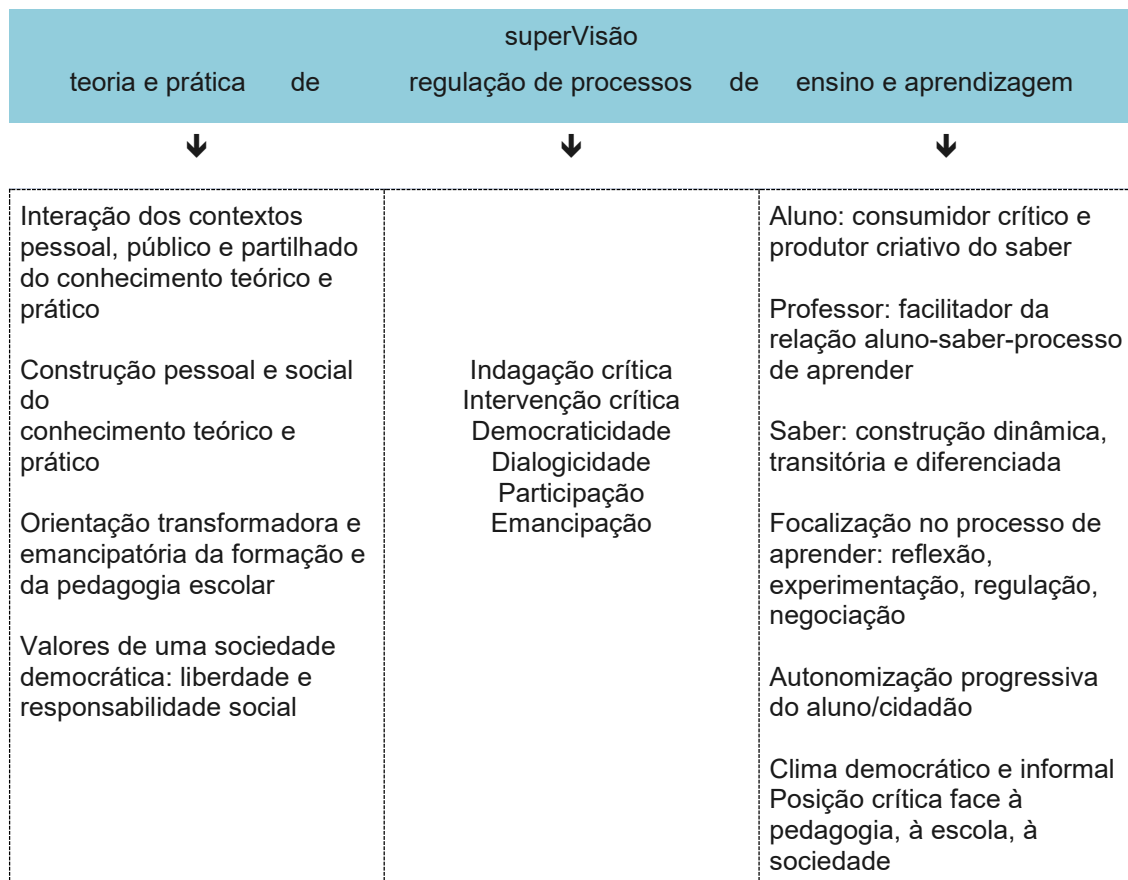 superVisão
teoria e prática de regulação de processos de ensino e aprendizagem
Interação dos contextos
pessoal, público e partilhado
do conhecimento teórico e
prático
Construção pessoal e social
do
conhecimento teórico e
prático
Orientação transformadora e
emancipatória da formação e
da pedagogia escolar
Valores de uma sociedade
democrática: liberdade e
responsabilidade social
Indagação crítica
Intervenção crítica
Democraticidade
Dialogicidade
Participação
Emancipação
Aluno: consumidor crítico e
produtor criativo do saber
Professor: facilitador da
relação aluno-saber-processo
de aprender
Saber: construção dinâmica,
transitória e diferenciada
Focalização no processo de
aprender: reflexão,
experimentação, regulação,
negociação
Autonomização progressiva
do aluno/cidadão
Clima democrático e informal
Posição crítica face à
pedagogia, à escola, à
sociedade